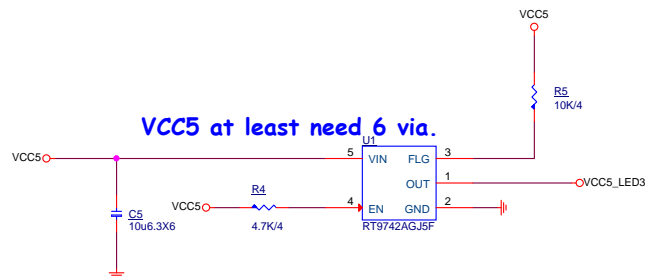 VCC5
R5
10K/4
VCC5 at least need 6 via.
U1
VCC5 5 VIN FLG 3
OUT 1 VCC5_LED3
R4
VCC5 4 EN GND 2
C5
10u6.3X6
4.7K/4
RT9742AGJ5F